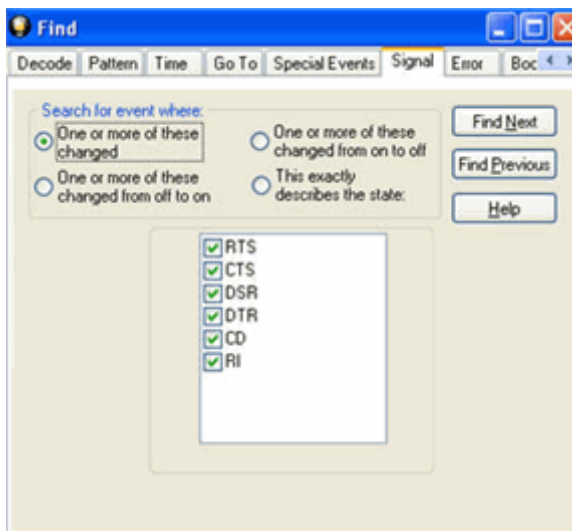 Find
Decode Pattern Time Go To Special Events Signal Error
Search for event where:
One or more of these
changed
One or more of these
changed from on to off
One or more of these
changed from off to on
This exactly
describes the state:
Find Next
Find Previous
Help
RTS
CTS
DSR
DTR
CD
RI